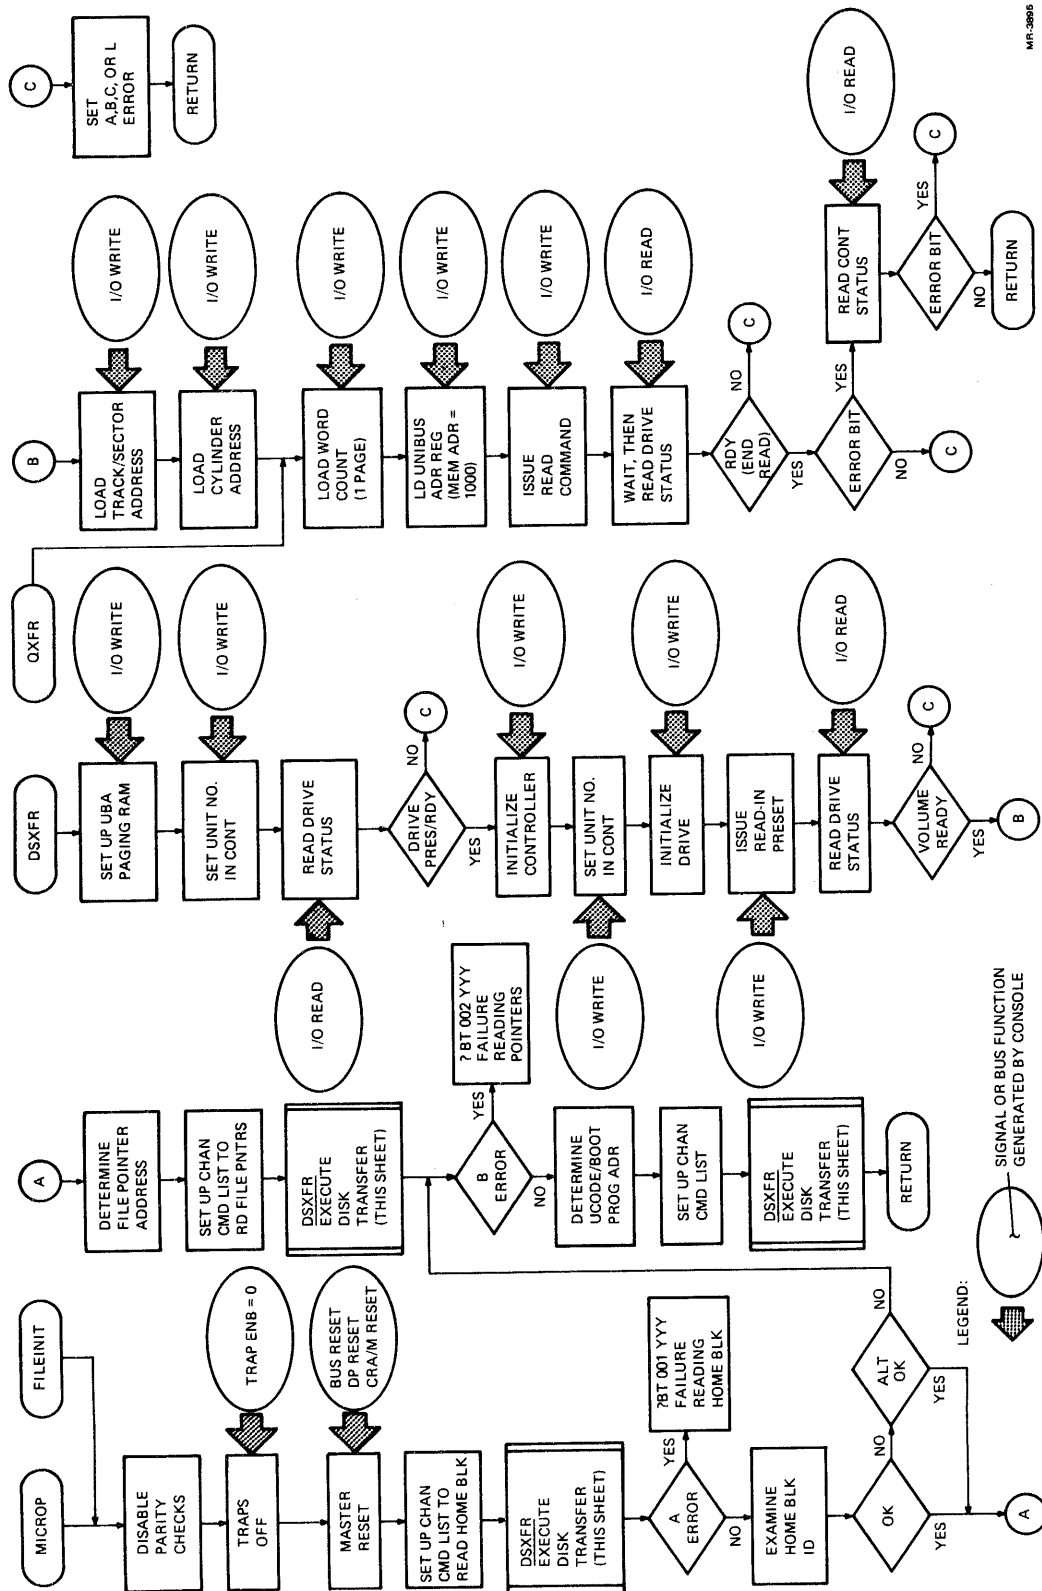 MICROP
FILEINIT
DISABLE
PARITY
CHECKS
TRAPS
OFF
TRAP ENB = 0
MASTER
RESET
BUS RESET
DP RESET
CRA/M RESET
SET UP CHAN
CMD LIST TO
READ HOME BLK
DSXFR
EXECUTE
DISK
TRANSFER
(THIS SHEET)
A
ERROR
YES
?BT 001 YYY
FAILURE
READING
HOME BLK
NO
EXAMINE
HOME BLK
ID
OK
NO
ALT
OK
NO
YES
YES
A
A
DETERMINE
FILE POINTER
ADDRESS
SET UP CHAN
CMD LIST TO
RD FILE PNTRS
DSXFR
EXECUTE
DISK
TRANSFER
(THIS SHEET)
B
ERROR
YES
? BT 002 YYY
FAILURE
READING
POINTERS
NO
DETERMINE
UCODE/BOOT
PROG ADR
SET UP CHAN
CMD LIST
DSXFR
EXECUTE
DISK
TRANSFER
(THIS SHEET)
RETURN
LEGEND:
SIGNAL OR BUS FUNCTION
GENERATED BY CONSOLE
DSXFR
SET UP UBA
PAGING RAM
I/O WRITE
SET UNIT NO.
IN CONT
I/O WRITE
READ DRIVE
STATUS
I/O READ
DRIVE
PRES/RDY
NO
C
YES
INITIALIZE
CONTROLLER
I/O WRITE
SET UNIT NO.
IN CONT
I/O WRITE
INITIALIZE
DRIVE
I/O WRITE
ISSUE
READ-IN
PRESET
I/O WRITE
READ DRIVE
STATUS
I/O READ
VOLUME
READY
NO
C
YES
B
QXFR
B
LOAD
TRACK/SECTOR
ADDRESS
I/O WRITE
LOAD
CYLINDER
ADDRESS
I/O WRITE
LOAD WORD
COUNT
(1 PAGE)
I/O WRITE
LD UNIBUS
ADR REG
(MEM ADR =
1000)
I/O WRITE
ISSUE
READ
COMMAND
I/O WRITE
WAIT, THEN
READ DRIVE
STATUS
I/O READ
RDY
(END
READ)
NO
C
YES
ERROR BIT
YES
NO
C
READ CONT
STATUS
I/O READ
ERROR BIT
YES
C
NO
RETURN
C
SET
A,B,C, OR L
ERROR
RETURN
MR-3895